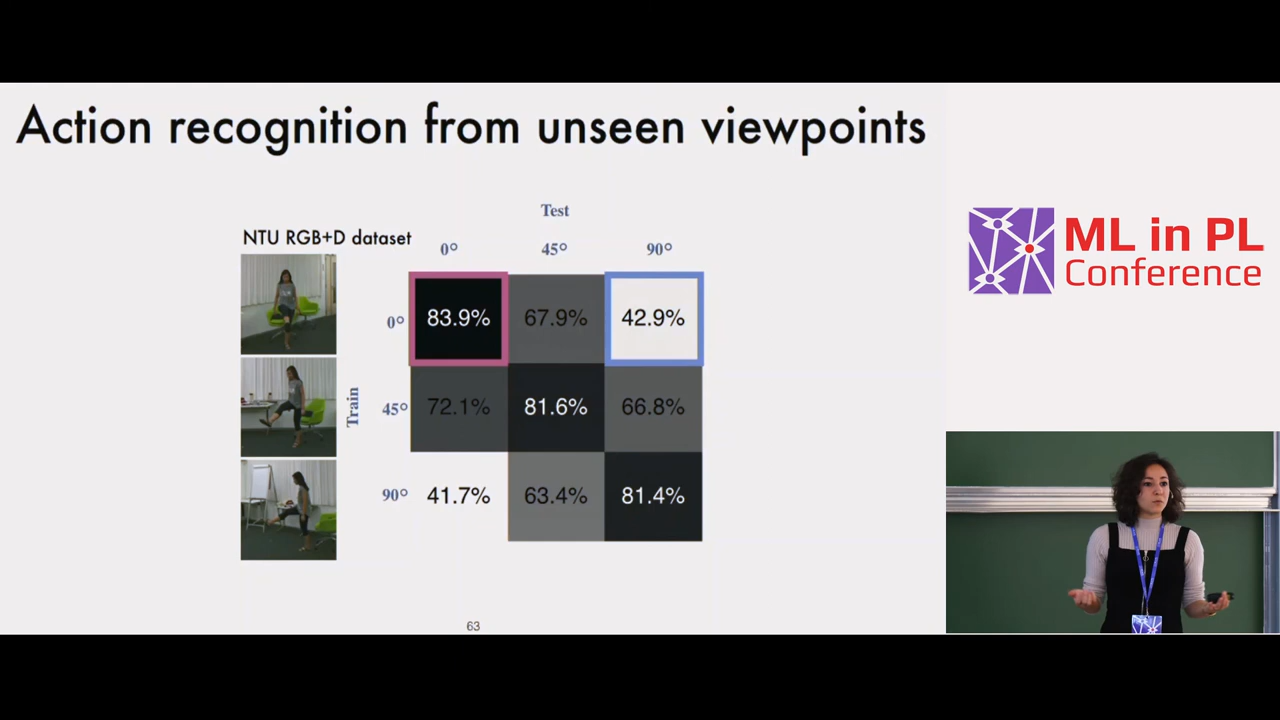 Action recognition from unseen viewpoints
Test
NTU RGB+D dataset
0° 45° 90°
Train
0° 83.9% 67.9% 42.9%
45° 72.1% 81.6% 66.8%
90° 41.7% 63.4% 81.4%
63
ML in PL
Conference